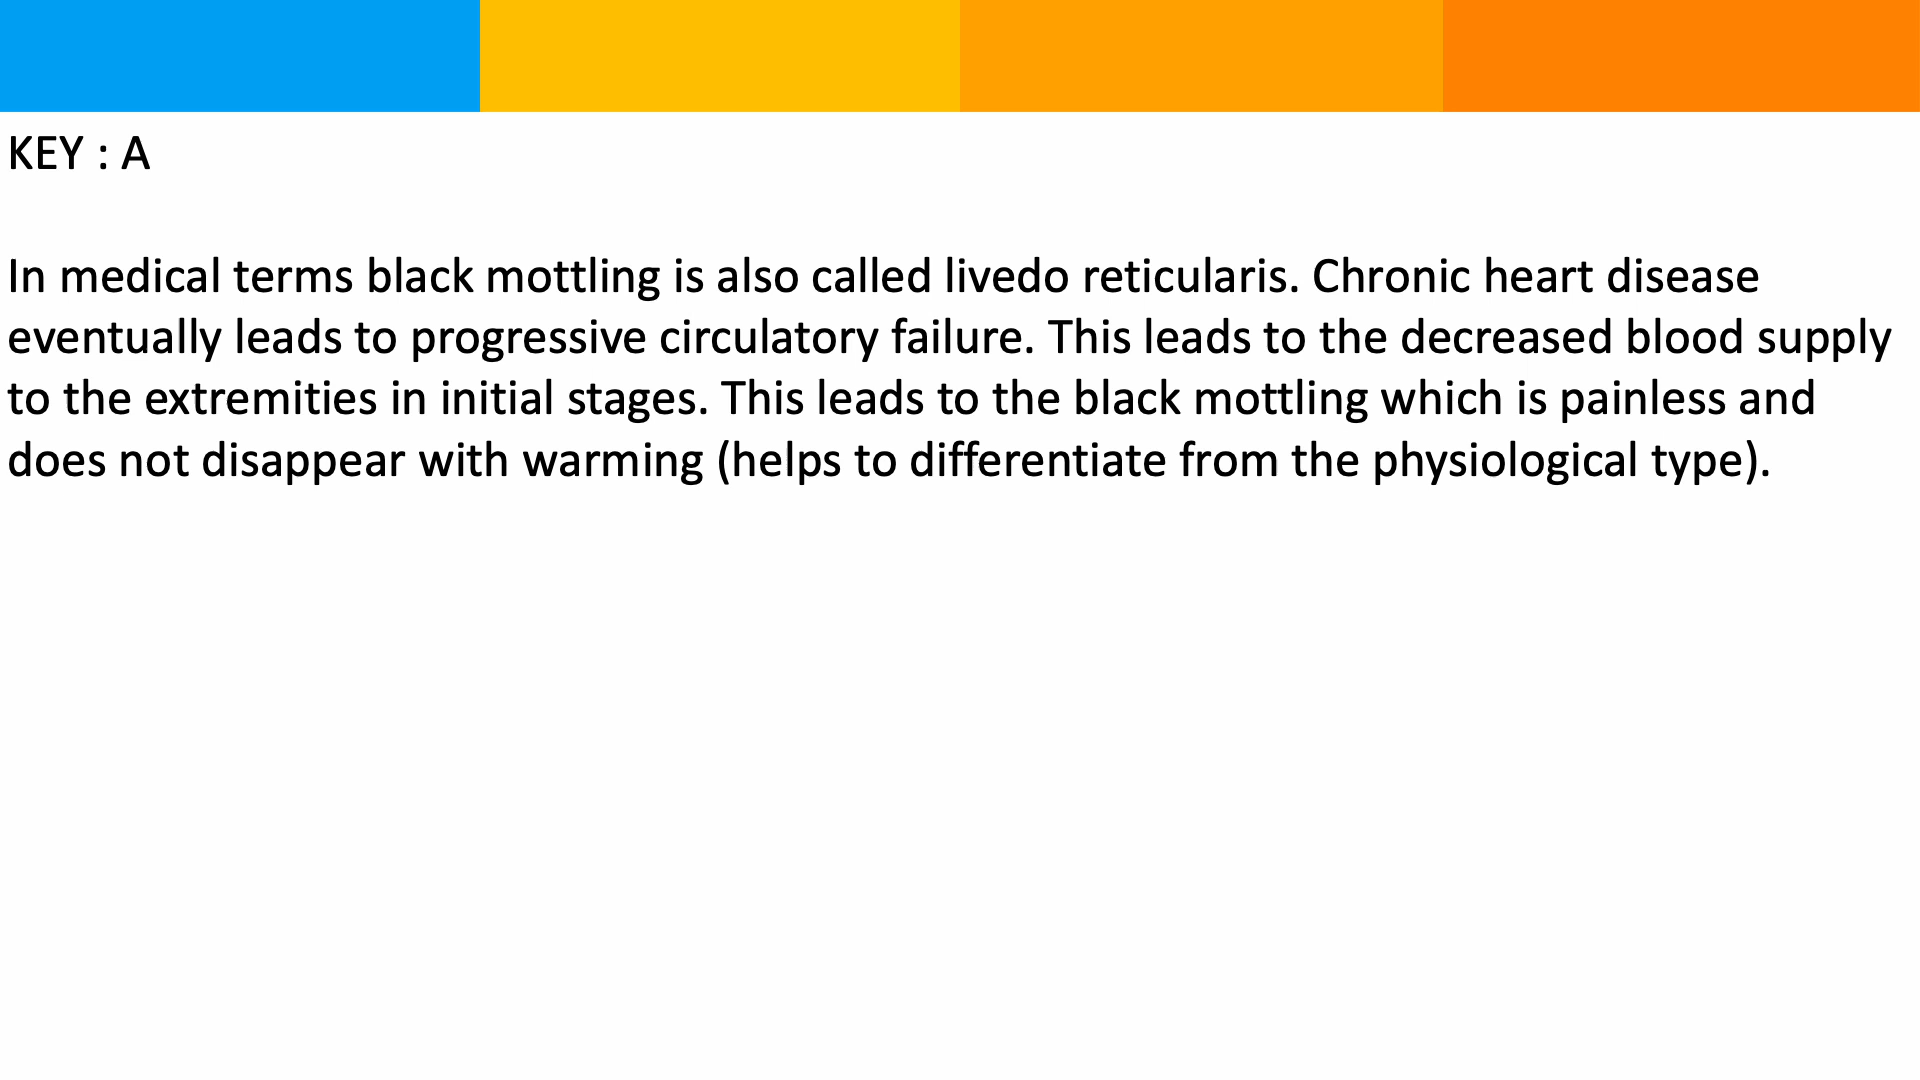 KEY : A
In medical terms black mottling is also called livedo reticularis. Chronic heart disease
eventually leads to progressive circulatory failure. This leads to the decreased blood supply
to the extremities in initial stages. This leads to the black mottling which is painless and
does not disappear with warming (helps to differentiate from the physiological type).